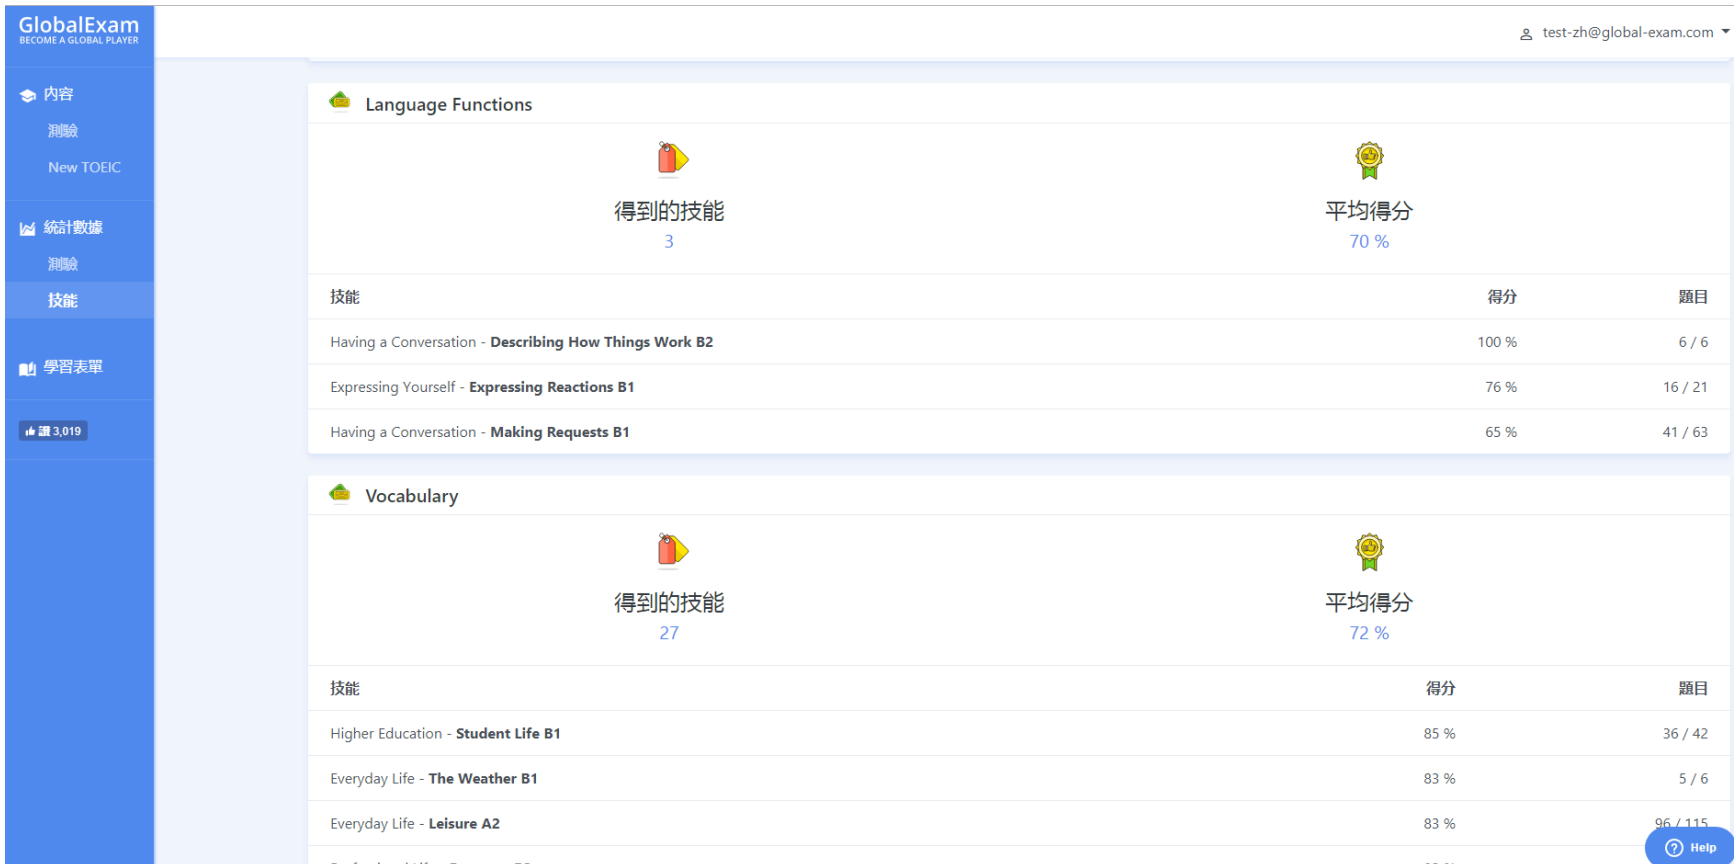 GlobalExam
BECOME A GLOBAL PLAYER
test-zh@global-exam.com
內容
測驗
New TOEIC
統計數據
測驗
技能
學習表單
讚 3,019
Language Functions
得到的技能
3
平均得分
70 %
技能 得分 題目
Having a Conversation - Describing How Things Work B2 100 % 6 / 6
Expressing Yourself - Expressing Reactions B1 76 % 16 / 21
Having a Conversation - Making Requests B1 65 % 41 / 63
Vocabulary
得到的技能
27
平均得分
72 %
技能 得分 題目
Higher Education - Student Life B1 85 % 36 / 42
Everyday Life - The Weather B1 83 % 5 / 6
Everyday Life - Leisure A2 83 % 96 / 115
Help